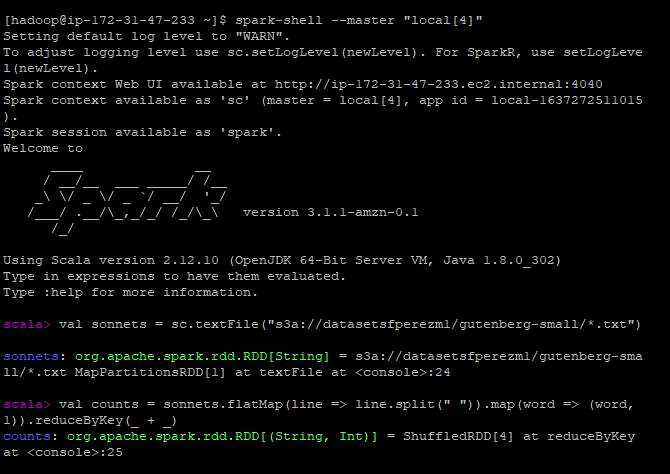 [hadoop@ip-172-31-47-233 ~]$ spark-shell --master "local[4]"
Setting default log level to "WARN".
To adjust logging level use sc.setLogLevel(newLevel). For SparkR, use setLogLeve
l(newLevel).
Spark context Web UI available at http://ip-172-31-47-233.ec2.internal:4040
Spark context available as 'sc' (master = local[4], app id = local-1637272511015
).
Spark session available as 'spark'.
Welcome to
      ____              __
     / __/__  ___ _____/ /__
    _\ \/ _ \/ _ `/ __/  '_/
   /___/ .__/\_,_/_/ /_/\_\   version 3.1.1-amzn-0.1
      /_/
Using Scala version 2.12.10 (OpenJDK 64-Bit Server VM, Java 1.8.0_302)
Type in expressions to have them evaluated.
Type :help for more information.
scala> val sonnets = sc.textFile("s3a://datasetsfperezm1/gutenberg-small/*.txt")
sonnets: org.apache.spark.rdd.RDD[String] = s3a://datasetsfperezm1/gutenberg-sma
ll/*.txt MapPartitionsRDD[1] at textFile at <console>:24
scala> val counts = sonnets.flatMap(line => line.split(" ")).map(word => (word,
1)).reduceByKey(_ + _)
counts: org.apache.spark.rdd.RDD[(String, Int)] = ShuffledRDD[4] at reduceByKey
at <console>:25